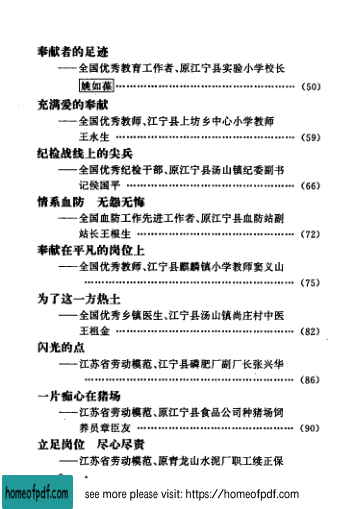 奉献者的足迹
——全国优秀教育工作者、原江宁县实验小学校长
姚如葆……………………………………………(50)
充满爱的奉献
——全国优秀教师、江宁县上坊乡中心小学教师
王永生……………………………………………(59)
纪检战线上的尖兵
——全国优秀纪检干部、原江宁县汤山镇纪委副书
记侯国平…………………………………………(66)
情系血防 无怨无悔
——全国血防工作先进工作者、原江宁县血防站副
站长王根生………………………………………(72)
奉献在平凡的岗位上
——全国优秀教师、江宁县麒麟镇小学教师窦义山
……………………………………………………(75)
为了这一方热土
——全国优秀乡镇医生、江宁县汤山镇尚庄村中医
王祖金……………………………………………(82)
闪光的点
——江苏省劳动模范、江宁县磷肥厂副厂长张兴华
……………………………………………………(86)
一片痴心在猪场
——江苏省劳动模范、原江宁县食品公司种猪场饲
养员章臣友………………………………………(90)
立足岗位 尽心尽责
——江苏省劳动模范、原青龙山水泥厂职工续正保
homeofpdf.com
see more please visit: https://homeofpdf.com